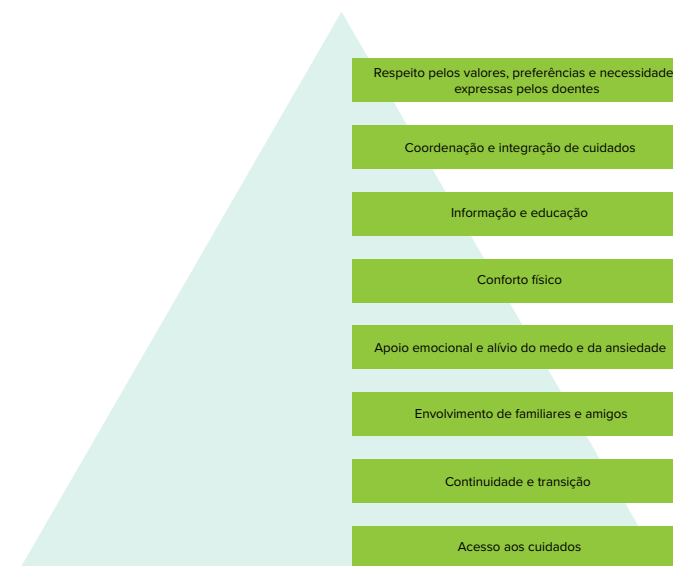 Respeito pelos valores, preferências e necessidade
expressas pelos doentes
Coordenação e integração de cuidados
Informação e educação
Conforto físico
Apoio emocional e alívio do medo e da ansiedade
Envolvimento de familiares e amigos
Continuidade e transição
Acesso aos cuidados